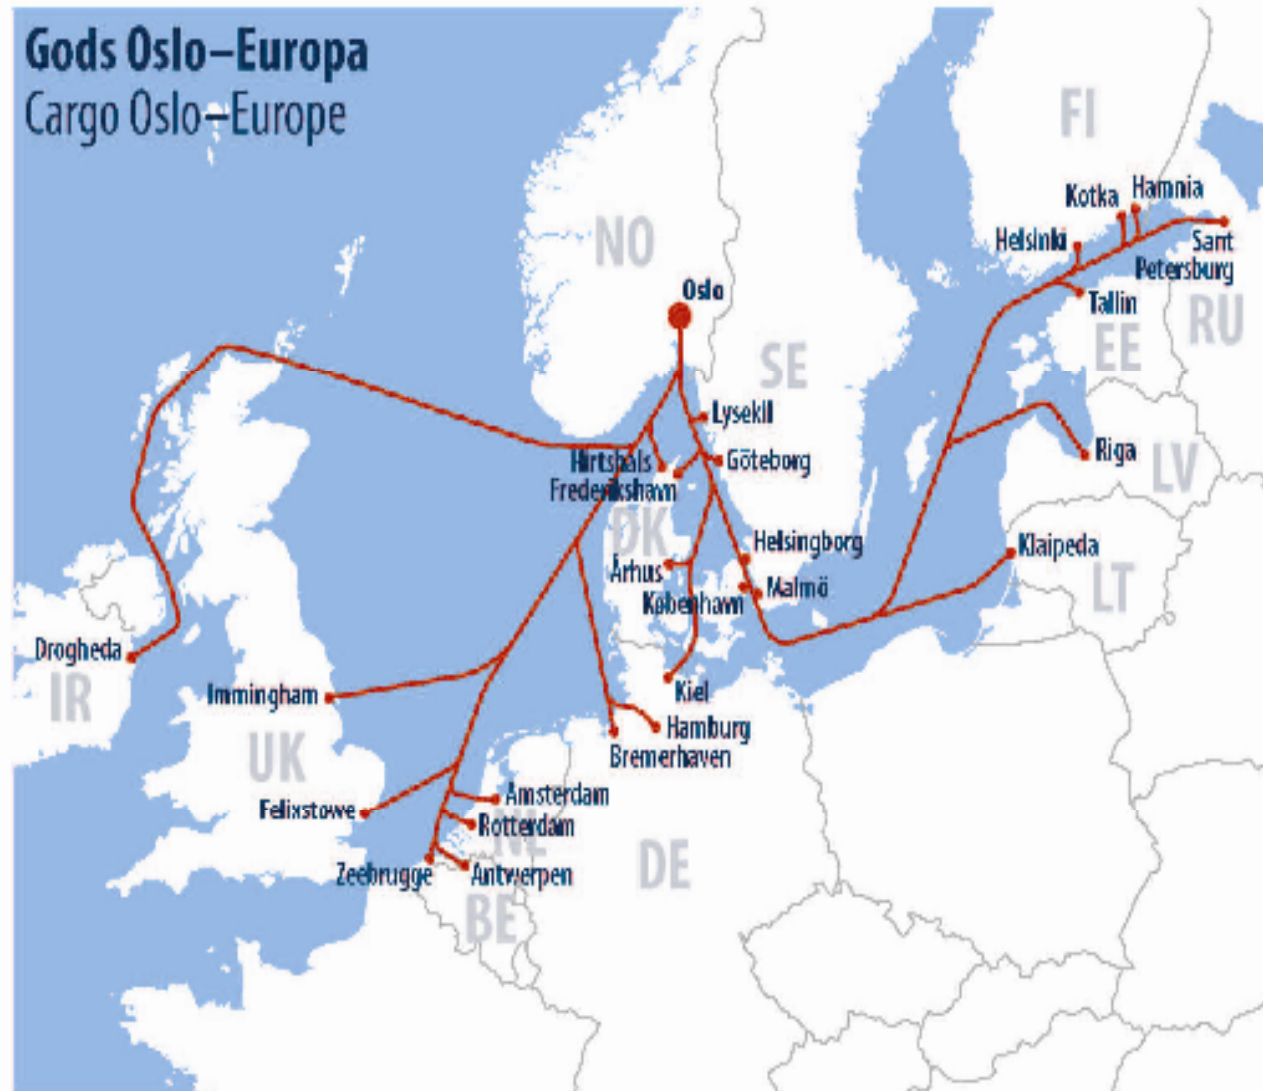 Gods Oslo–Europa
Cargo Oslo–Europe
FI
Kotka
Hamnia
Helsinki
Sant
Petersburg
NO
Oslo
Tallin
RU
EE
SE
Lysekil
Hirtshals
Göteborg
Riga
LV
Frederikshavn
DK
Helsingborg
Klaipeda
Århus
Malmö
LT
København
Drogheda
IR
Immingham
Kiel
Hamburg
UK
Bremerhaven
Felixstowe
Amsterdam
NL
Rotterdam
Zeebrugge
Antwerpen
DE
BE